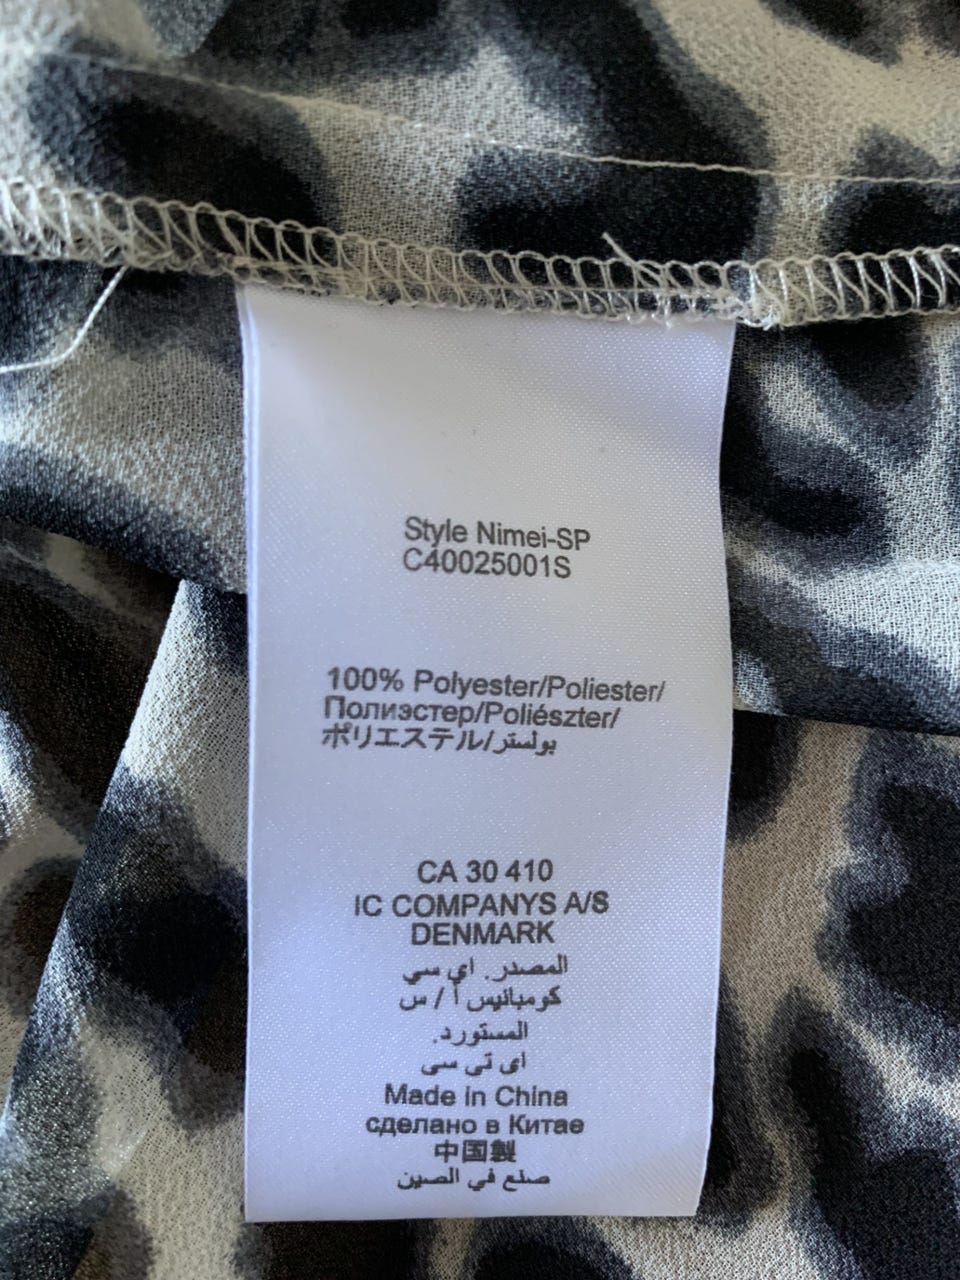 Style Nimei-SP
C40025001S
100% Polyester/Poliester/
Полиэстер/Poliészter/
ポリエステル/بولستر
CA 30 410
IC COMPANYS A/S
DENMARK
المصدر. اي سي
كومبانيس أ / س
المستورد.
اى تى سى
Made in China
сделано в Китае
中国製
صنع في الصين